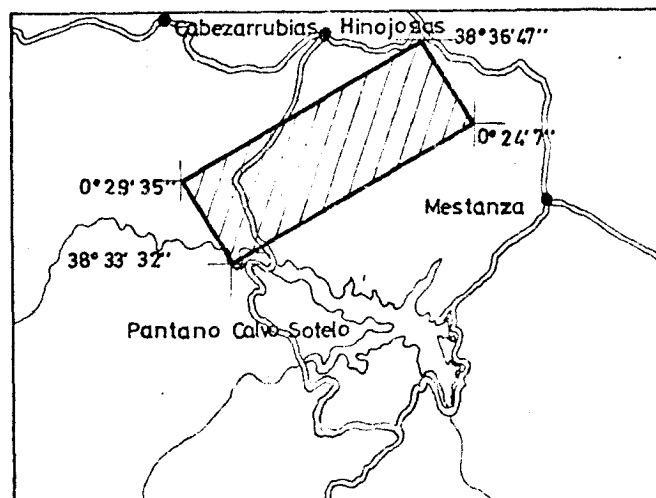 Cabezarrubias
Hinojosas
38° 36' 47''
0° 24' 7''
0° 29' 35''
Mestanza
38° 33' 32''
Pantano Calvo Sotelo